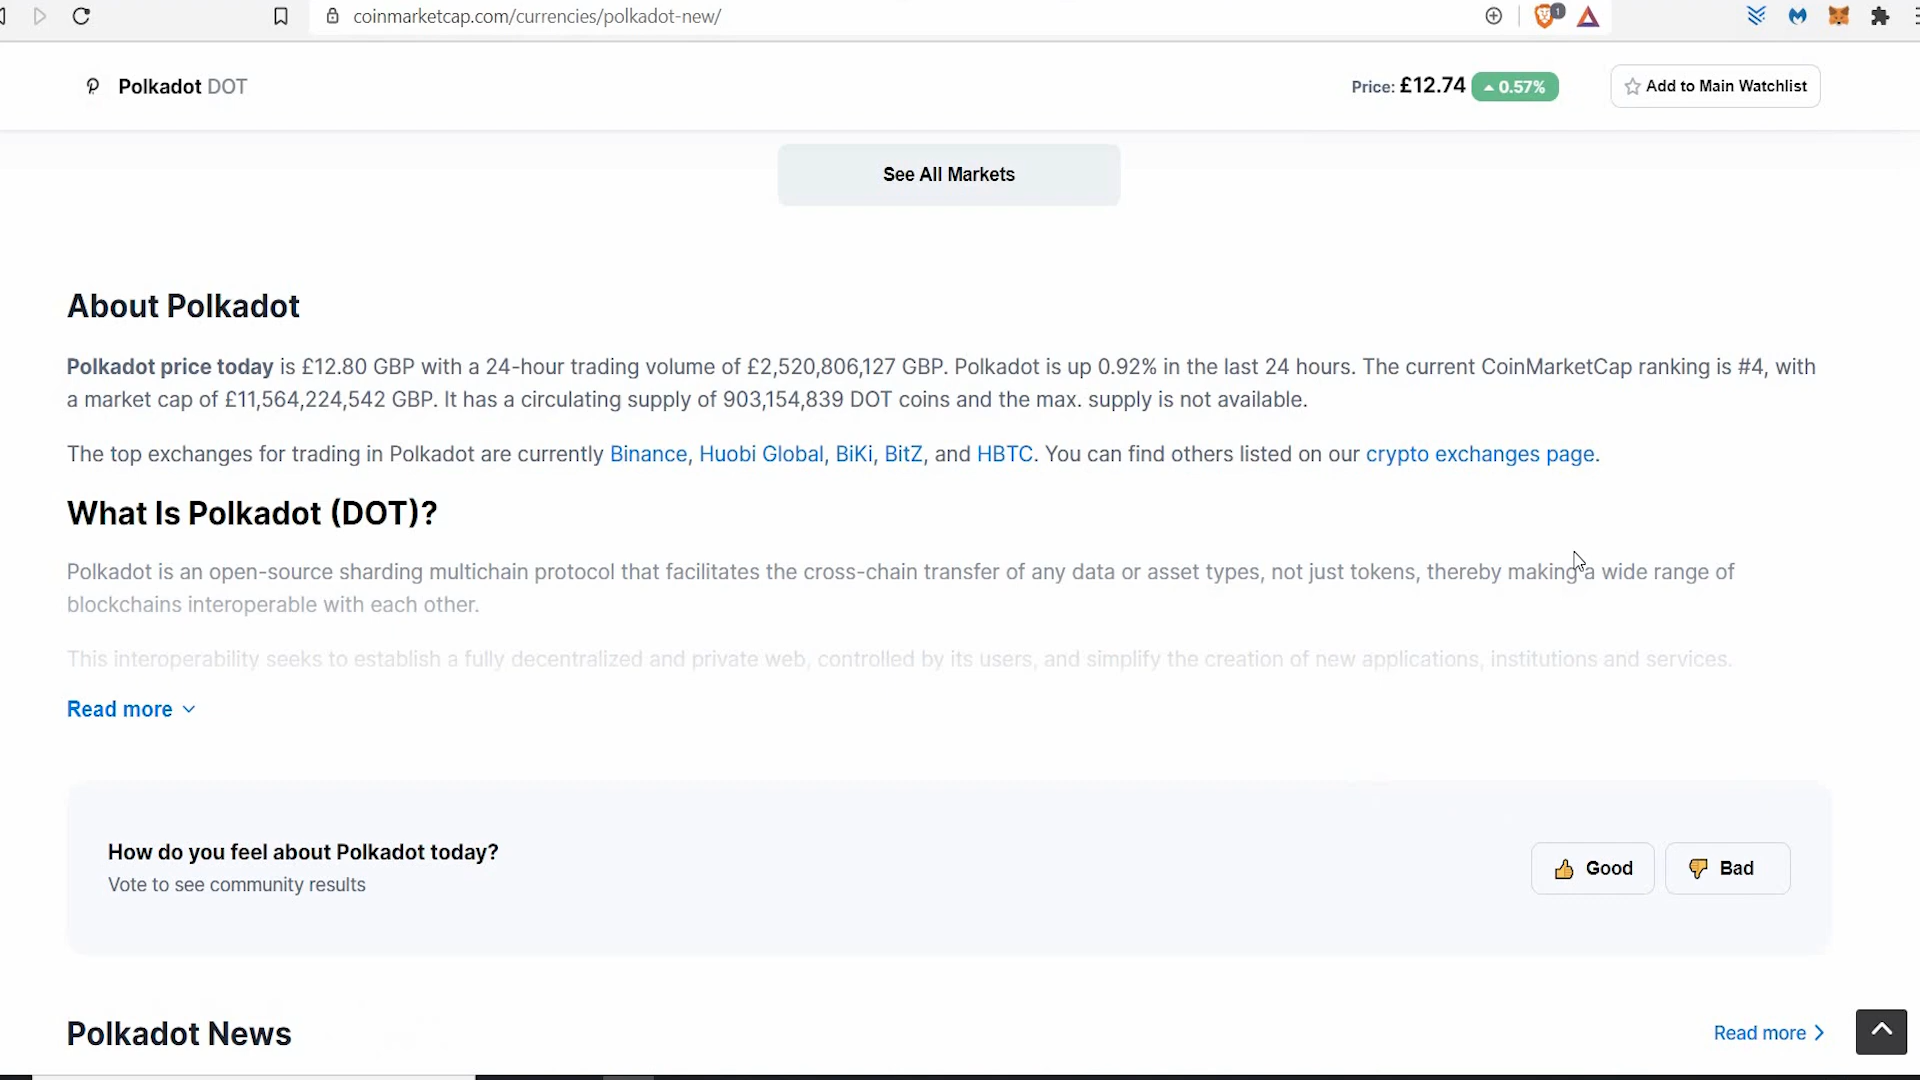 coinmarketcap.com/currencies/polkadot-new/
1
Polkadot DOT
Price: £12.74 0.57%
Add to Main Watchlist
See All Markets
About Polkadot
Polkadot price today is £12.80 GBP with a 24-hour trading volume of £2,520,806,127 GBP. Polkadot is up 0.92% in the last 24 hours. The current CoinMarketCap ranking is #4, with
a market cap of £11,564,224,542 GBP. It has a circulating supply of 903,154,839 DOT coins and the max. supply is not available.
The top exchanges for trading in Polkadot are currently Binance, Huobi Global, BiKi, BitZ, and HBTC. You can find others listed on our crypto exchanges page.
What Is Polkadot (DOT)?
Polkadot is an open-source sharding multichain protocol that facilitates the cross-chain transfer of any data or asset types, not just tokens, thereby making a wide range of
blockchains interoperable with each other.
This interoperability seeks to establish a fully decentralized and private web, controlled by its users, and simplify the creation of new applications, institutions and services.
Read more
How do you feel about Polkadot today?
Vote to see community results
Good
Bad
Polkadot News
Read more